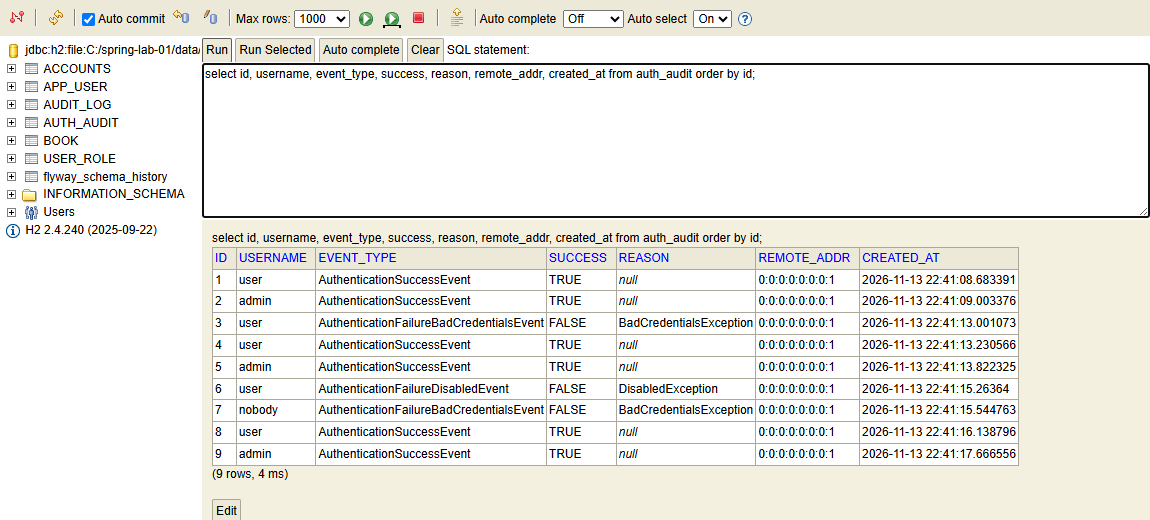 Auto commit Max rows: 1000 Auto complete Off Auto select On ?
jdbc:h2:file:C:/spring-lab-01/data/
ACCOUNTS
APP_USER
AUDIT_LOG
AUTH_AUDIT
BOOK
USER_ROLE
flyway_schema_history
INFORMATION_SCHEMA
Users
H2 2.4.240 (2025-09-22)
Run Run Selected Auto complete Clear SQL statement:
select id, username, event_type, success, reason, remote_addr, created_at from auth_audit order by id;
select id, username, event_type, success, reason, remote_addr, created_at from auth_audit order by id;
ID USERNAME EVENT_TYPE SUCCESS REASON REMOTE_ADDR CREATED_AT
1 user AuthenticationSuccessEvent TRUE null 0:0:0:0:0:0:0:1 2026-11-13 22:41:08.683391
2 admin AuthenticationSuccessEvent TRUE null 0:0:0:0:0:0:0:1 2026-11-13 22:41:09.003376
3 user AuthenticationFailureBadCredentialsEvent FALSE BadCredentialsException 0:0:0:0:0:0:0:1 2026-11-13 22:41:13.001073
4 user AuthenticationSuccessEvent TRUE null 0:0:0:0:0:0:0:1 2026-11-13 22:41:13.230566
5 admin AuthenticationSuccessEvent TRUE null 0:0:0:0:0:0:0:1 2026-11-13 22:41:13.822325
6 user AuthenticationFailureDisabledEvent FALSE DisabledException 0:0:0:0:0:0:0:1 2026-11-13 22:41:15.26364
7 nobody AuthenticationFailureBadCredentialsEvent FALSE BadCredentialsException 0:0:0:0:0:0:0:1 2026-11-13 22:41:15.544763
8 user AuthenticationSuccessEvent TRUE null 0:0:0:0:0:0:0:1 2026-11-13 22:41:16.138796
9 admin AuthenticationSuccessEvent TRUE null 0:0:0:0:0:0:0:1 2026-11-13 22:41:17.666556
(9 rows, 4 ms)
Edit